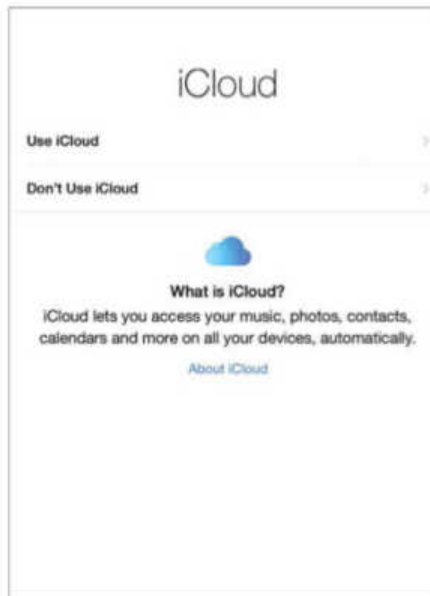 iCloud
Use iCloud
Don't Use iCloud
What is iCloud?
iCloud lets you access your music, photos, contacts,
calendars and more on all your devices, automatically.
About iCloud